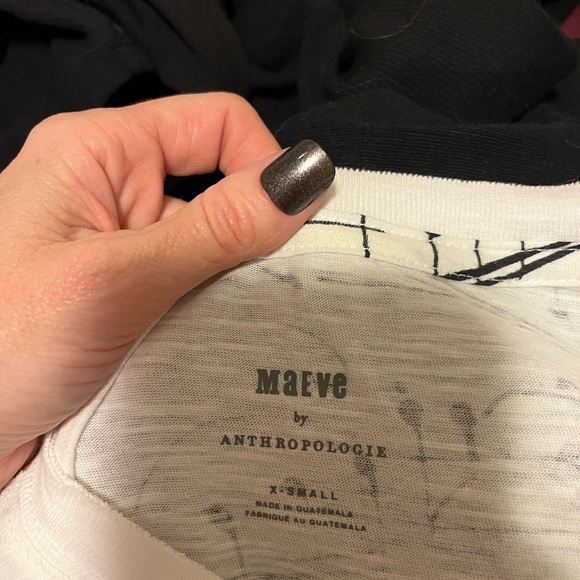 MaEve
by
ANTHROPOLOGIE
X-SMALL
MADE IN GUATEMALA
FABRIQUÉ AU GUATEMALA